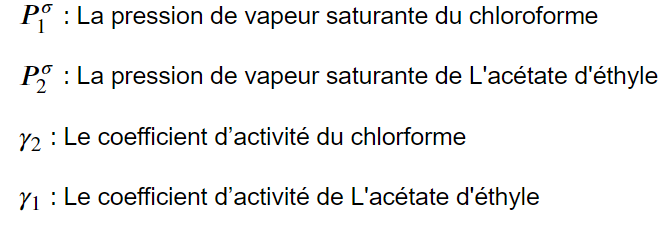 P₁^σ : La pression de vapeur saturante du chloroforme
P₂^σ : La pression de vapeur saturante de L'acétate d'éthyle
γ₂ : Le coefficient d’activité du chlorforme
γ₁ : Le coefficient d’activité de L'acétate d'éthyle